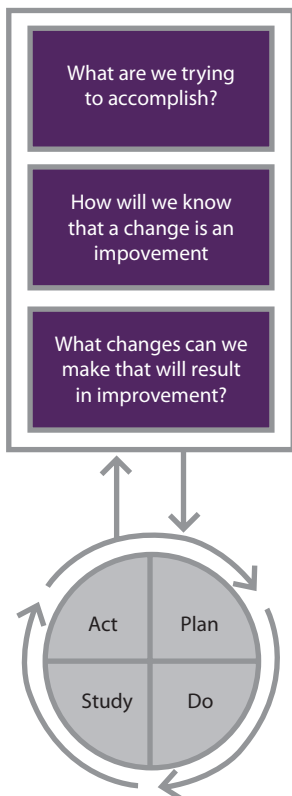 What are we trying
to accomplish?
How will we know
that a change is an
impovement
What changes can we
make that will result
in improvement?
Act
Plan
Study
Do